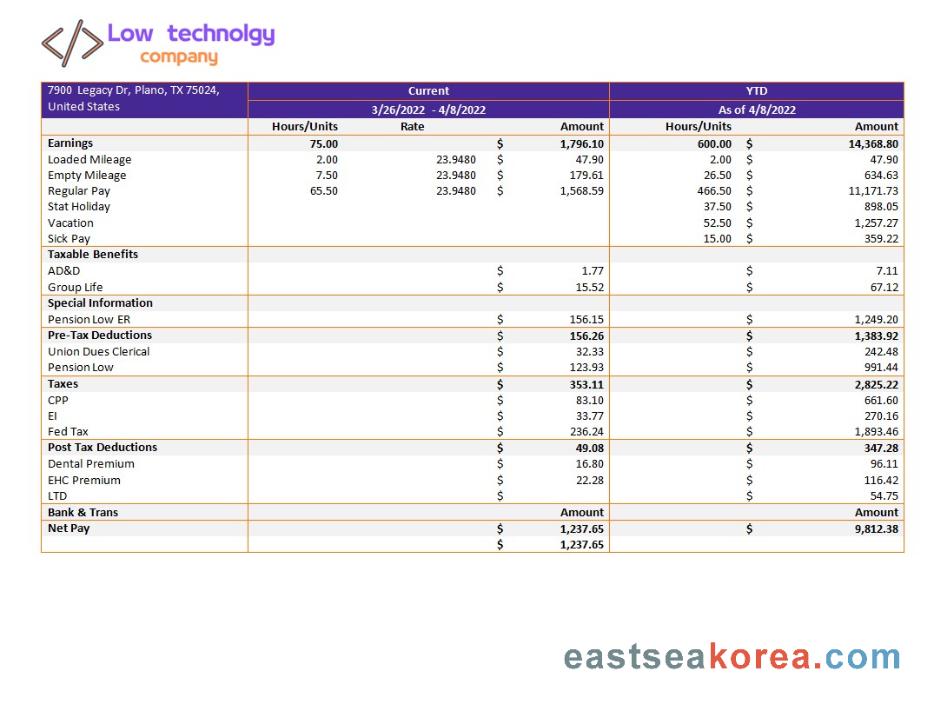 </> Low technolgy
company
7900 Legacy Dr, Plano, TX 75024, Current YTD
United States 3/26/2022 - 4/8/2022 As of 4/8/2022
Hours/Units Rate Amount Hours/Units Amount
Earnings 75.00 $ 1,796.10 600.00 $ 14,368.80
Loaded Mileage 2.00 23.9480 $ 47.90 2.00 $ 47.90
Empty Mileage 7.50 23.9480 $ 179.61 26.50 $ 634.63
Regular Pay 65.50 23.9480 $ 1,568.59 466.50 $ 11,171.73
Stat Holiday 37.50 $ 898.05
Vacation 52.50 $ 1,257.27
Sick Pay 15.00 $ 359.22
Taxable Benefits
AD&D $ 1.77 $ 7.11
Group Life $ 15.52 $ 67.12
Special Information
Pension Low ER $ 156.15 $ 1,249.20
Pre-Tax Deductions $ 156.26 $ 1,383.92
Union Dues Clerical $ 32.33 $ 242.48
Pension Low $ 123.93 $ 991.44
Taxes $ 353.11 $ 2,825.22
CPP $ 83.10 $ 661.60
EI $ 33.77 $ 270.16
Fed Tax $ 236.24 $ 1,893.46
Post Tax Deductions $ 49.08 $ 347.28
Dental Premium $ 16.80 $ 96.11
EHC Premium $ 22.28 $ 116.42
LTD $ $ 54.75
Bank & Trans Amount Amount
Net Pay $ 1,237.65 $ 9,812.38
$ 1,237.65
eastseakorea.com